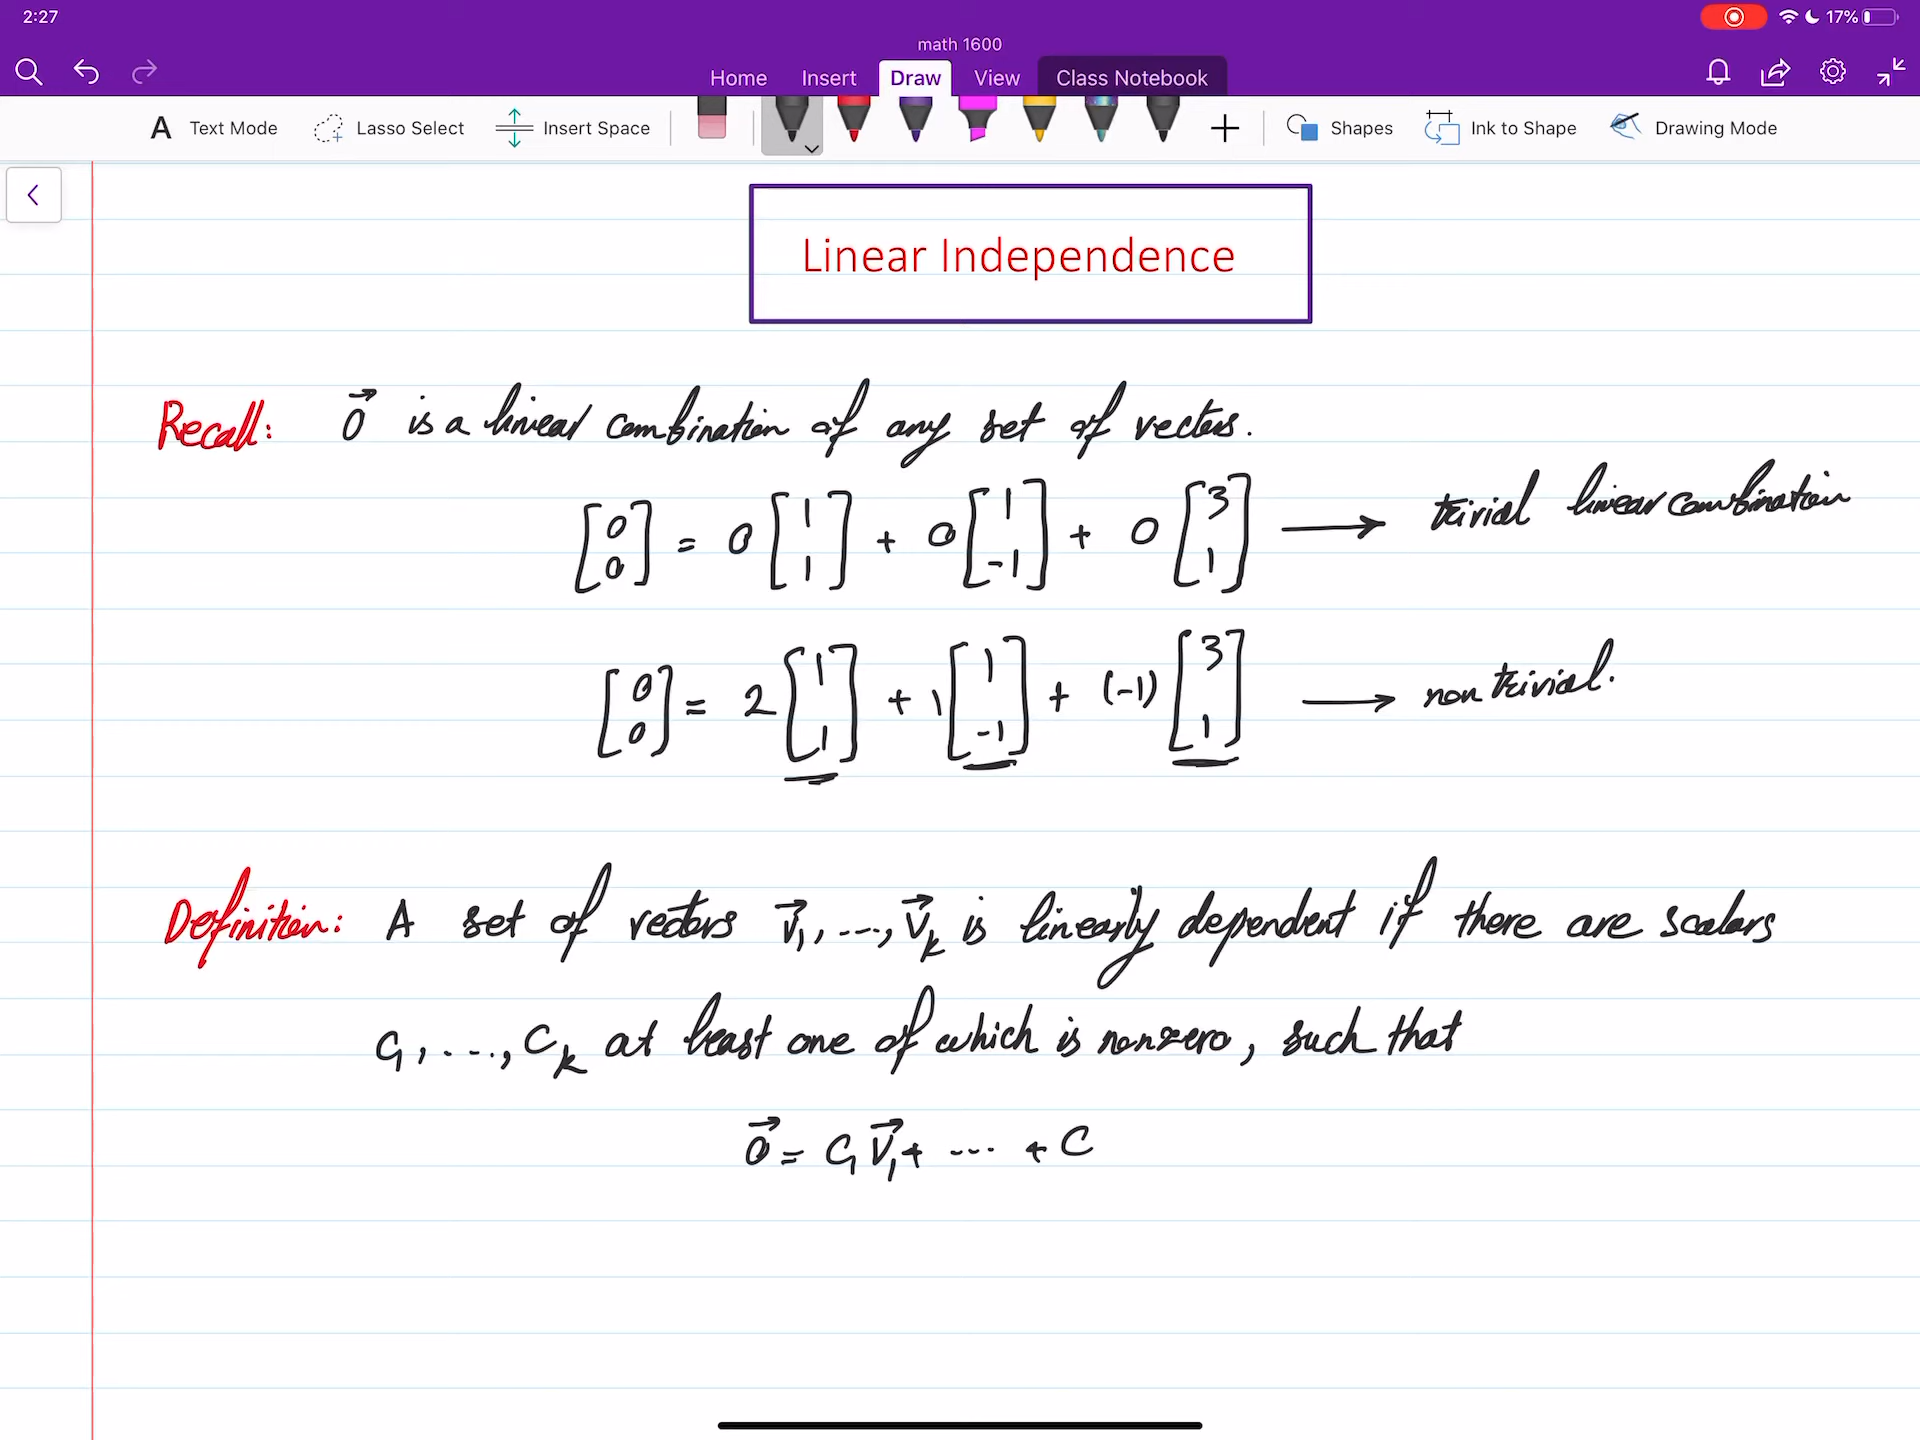 2:27
17%
math 1600
Home Insert Draw View Class Notebook
A Text Mode Lasso Select Insert Space Shapes Ink to Shape Drawing Mode
Linear Independence
Recall: 0⃗ is a linear combination of any set of vectors.
[0 0] = 0 [1 1] + 0 [1 -1] + 0 [3 1] → trivial linear combination
[0 0] = 2 [1 1] + 1 [1 -1] + (-1) [3 1] → non trivial.
Definition: A set of vectors v⃗₁, ..., v⃗ₖ is linearly dependent if there are scalars
c₁, ..., cₖ at least one of which is nonzero, such that
0⃗ = c₁ v⃗₁ + ... + c